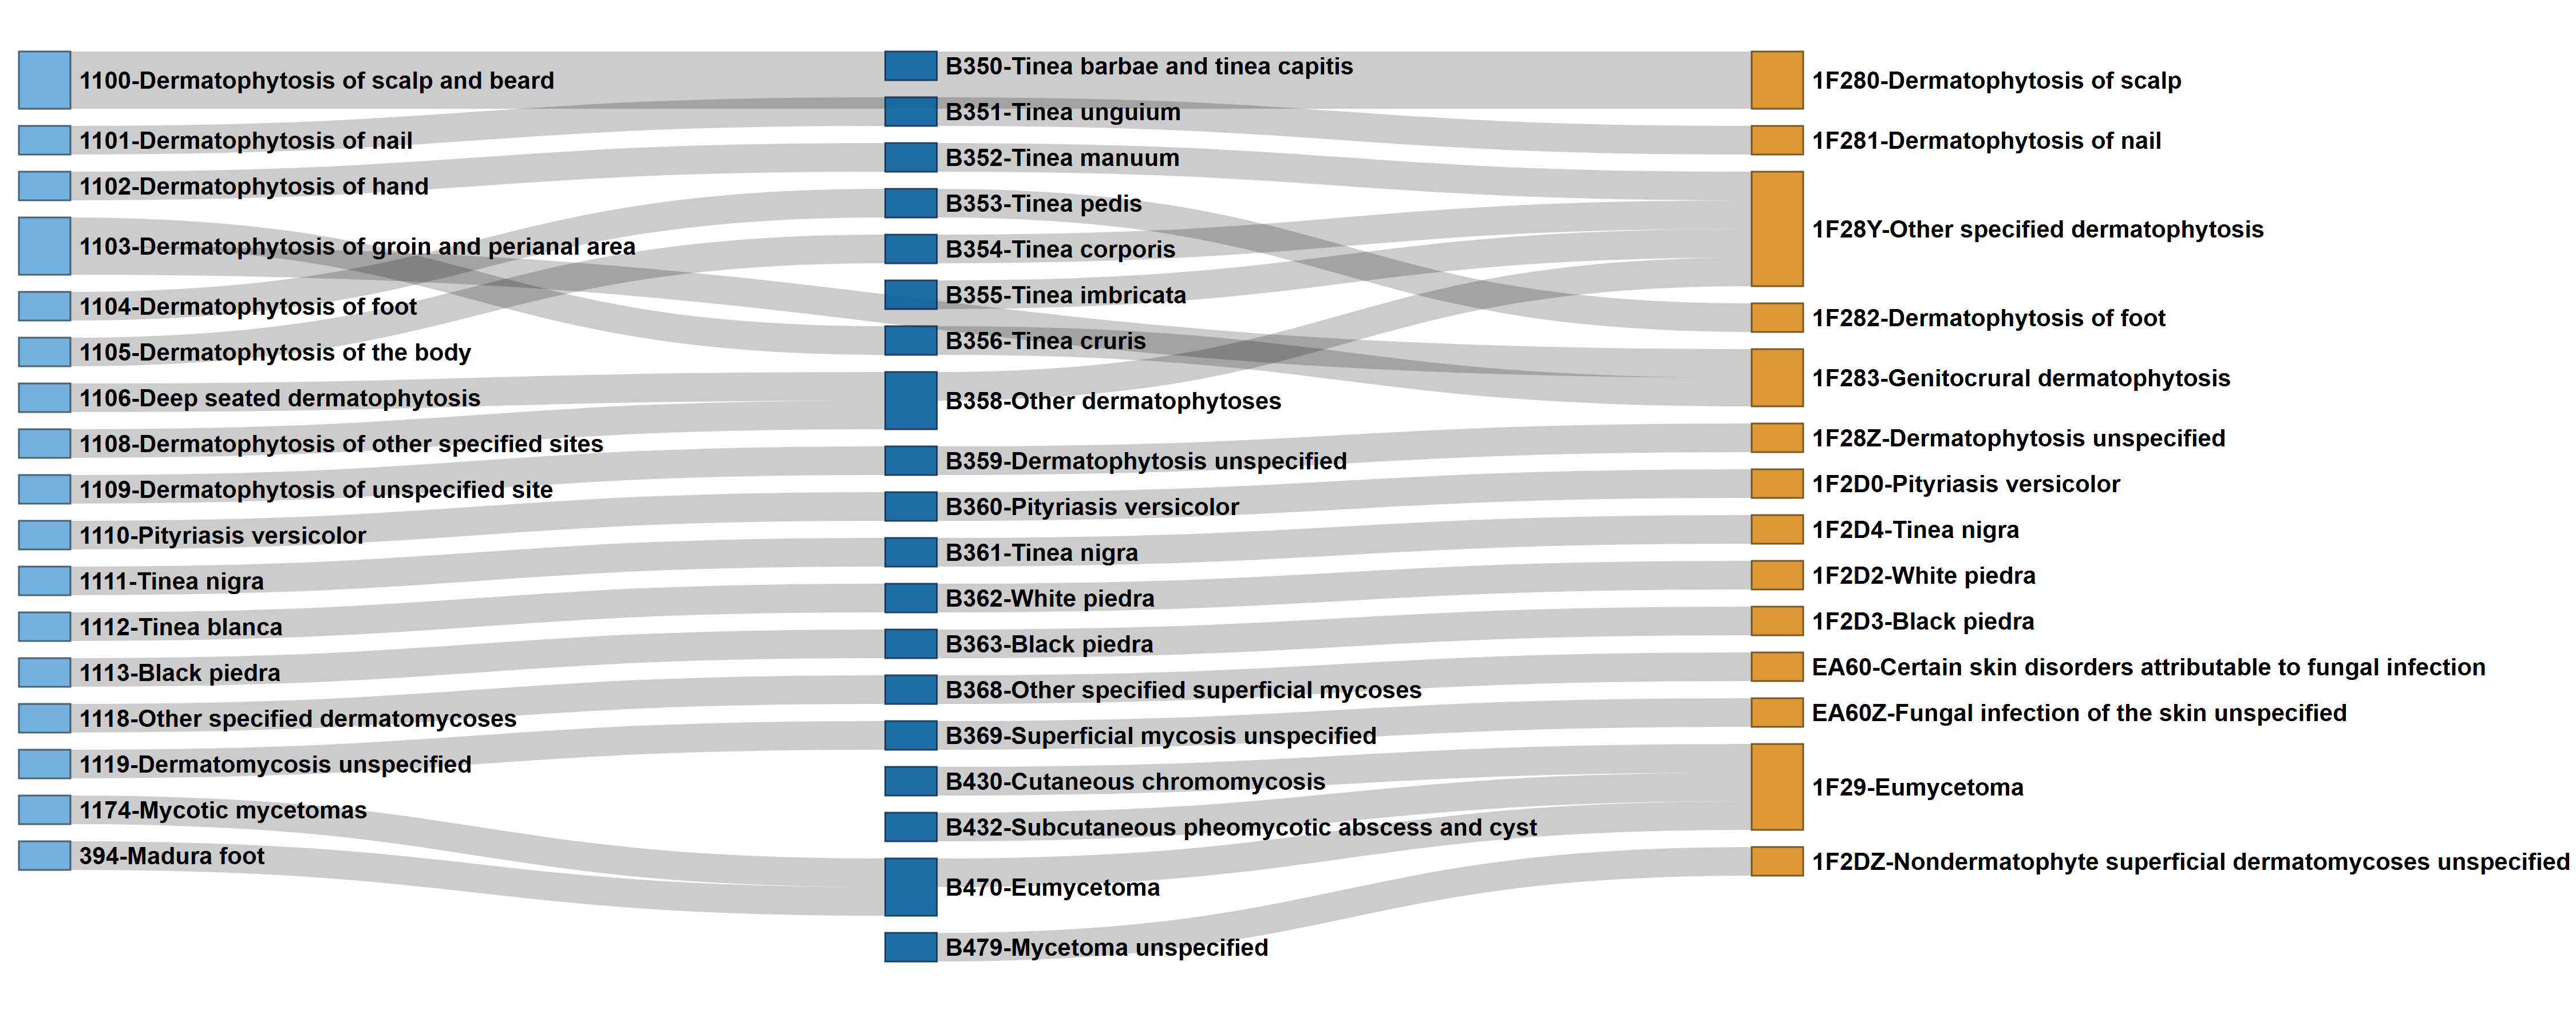 1100-Dermatophytosis of scalp and beard
1101-Dermatophytosis of nail
1102-Dermatophytosis of hand
1103-Dermatophytosis of groin and perianal area
1104-Dermatophytosis of foot
1105-Dermatophytosis of the body
1106-Deep seated dermatophytosis
1108-Dermatophytosis of other specified sites
1109-Dermatophytosis of unspecified site
1110-Pityriasis versicolor
1111-Tinea nigra
1112-Tinea blanca
1113-Black piedra
1118-Other specified dermatomycoses
1119-Dermatomycosis unspecified
1174-Mycotic mycetomas
394-Madura foot
B350-Tinea barbae and tinea capitis
B351-Tinea unguium
B352-Tinea manuum
B353-Tinea pedis
B354-Tinea corporis
B355-Tinea imbricata
B356-Tinea cruris
B358-Other dermatophytoses
B359-Dermatophytosis unspecified
B360-Pityriasis versicolor
B361-Tinea nigra
B362-White piedra
B363-Black piedra
B368-Other specified superficial mycoses
B369-Superficial mycosis unspecified
B430-Cutaneous chromomycosis
B432-Subcutaneous pheomycotic abscess and cyst
B470-Eumycetoma
B479-Mycetoma unspecified
1F280-Dermatophytosis of scalp
1F281-Dermatophytosis of nail
1F28Y-Other specified dermatophytosis
1F282-Dermatophytosis of foot
1F283-Genitocrural dermatophytosis
1F28Z-Dermatophytosis unspecified
1F2D0-Pityriasis versicolor
1F2D4-Tinea nigra
1F2D2-White piedra
1F2D3-Black piedra
EA60-Certain skin disorders attributable to fungal infection
EA60Z-Fungal infection of the skin unspecified
1F29-Eumycetoma
1F2DZ-Nondermatophyte superficial dermatomycoses unspecified